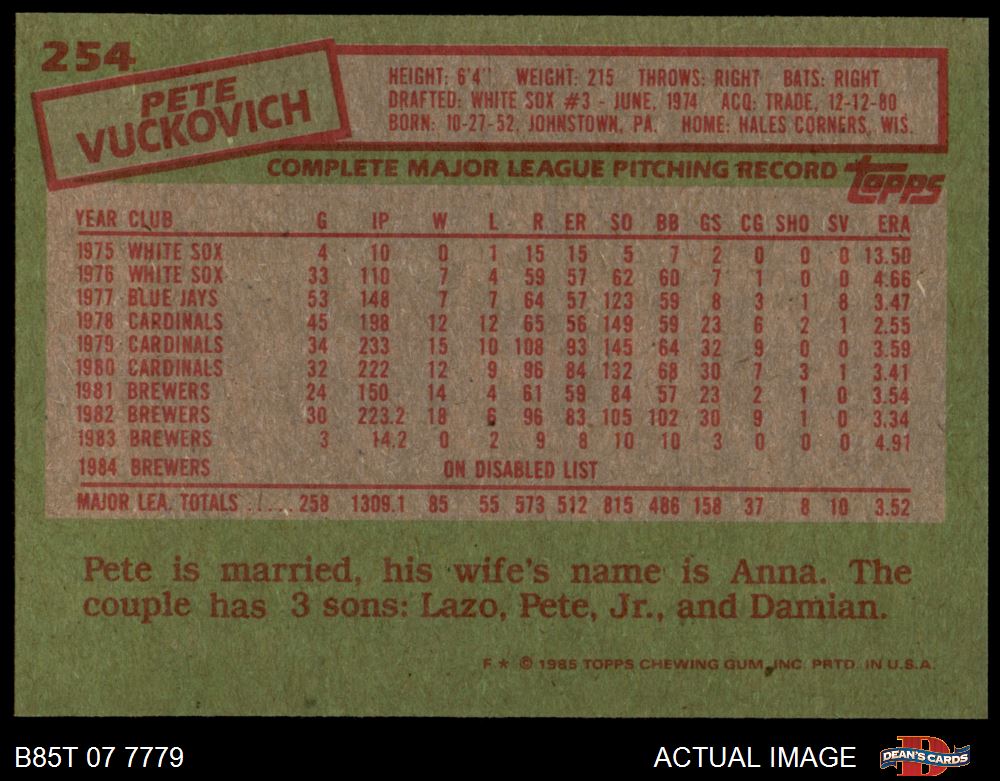 254
PETE
VUCKOVICH
HEIGHT: 6'4" WEIGHT: 215 THROWS: RIGHT BATS: RIGHT
DRAFTED: WHITE SOX #3 - JUNE, 1974 ACQ: TRADE, 12-12-80
BORN: 10-27-52, JOHNSTOWN, PA. HOME: HALES CORNERS, WIS.
COMPLETE MAJOR LEAGUE PITCHING RECORD topps
YEAR CLUB G IP W L R ER SO BB GS CG SHO SV ERA
1975 WHITE SOX 4 10 0 1 15 15 5 7 2 0 0 0 13.50
1976 WHITE SOX 33 110 7 4 59 57 62 60 7 1 0 0 4.66
1977 BLUE JAYS 53 148 7 7 64 57 123 59 8 3 1 8 3.47
1978 CARDINALS 45 198 12 12 65 56 149 59 23 6 2 1 2.55
1979 CARDINALS 34 233 15 10 108 93 145 64 32 9 0 0 3.59
1980 CARDINALS 32 222 12 9 96 84 132 68 30 7 3 1 3.41
1981 BREWERS 24 150 14 4 61 59 84 57 23 2 1 0 3.54
1982 BREWERS 30 223.2 18 6 96 83 105 102 30 9 1 0 3.34
1983 BREWERS 3 14.2 0 2 9 8 10 10 3 0 0 0 4.91
1984 BREWERS ON DISABLED LIST
MAJOR LEA. TOTALS ..... 258 1309.1 85 55 573 512 815 486 158 37 8 10 3.52
Pete is married, his wife's name is Anna. The
couple has 3 sons: Lazo, Pete, Jr., and Damian.
F * © 1985 TOPPS CHEWING GUM, INC. PRTD. IN U.S.A.
B85T 07 7779 ACTUAL IMAGE DEAN'S CARDS